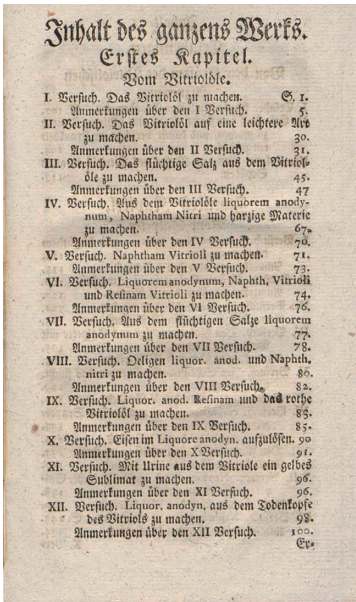 Inhalt des ganzens Werks.
Erstes Kapitel.
Vom Vitriolöle.
I. Versuch. Das Vitriolöl zu machen. S. 1.
Anmerkungen über den I Versuch. 5.
II. Versuch. Das Vitriolöl auf eine leichtere Art
zu machen. 30.
Anmerkungen über den II Versuch. 31.
III. Versuch. Das flüchtige Salz aus dem Vitriol-
öle zu machen. 45.
Anmerkungen über den III Versuch. 47
IV. Versuch. Aus dem Vitriolöle liquorem anody-
num, Naphtham Nitri und harzige Materie
zu machen. 67.
Anmerkungen über den IV Versuch. 70.
V. Versuch. Naphtham Vitrioli zu machen. 71.
Anmerkungen über den V Versuch. 73.
VI. Versuch. Liquorem anodynum, Naphth, Vitrioli
und Resinam Vitrioli zu machen. 74.
Anmerkungen über den VI Versuch. 76.
VII. Versuch. Aus dem flüchtigen Salze liquorem
anodynum zu machen. 77.
Anmerkungen über den VII Versuch. 78.
VIII. Versuch. Oeligen liquor. anod. und Naphth.
nitri zu machen. 80.
Anmerkungen über den VIII Versuch. 82.
IX. Versuch. Liquor. anod. Resinam und das rothe
Vitriolöl zu machen. 83.
Anmerkungen über den IX Versuch. 85.
X. Versuch. Eisen im Liquore anodyn. aufzulösen. 90
Anmerkungen über den X Versuch. 91.
XI. Versuch. Mit Urine aus dem Vitriole ein gelbes
Sublimat zu machen. 96.
Anmerkungen über den XI Versuch. 96.
XII. Versuch. Liquor. anodyn. aus dem Todenkopfe
des Vitriols zu machen. 98.
Anmerkungen über den XII Versuch. 100.
Er-